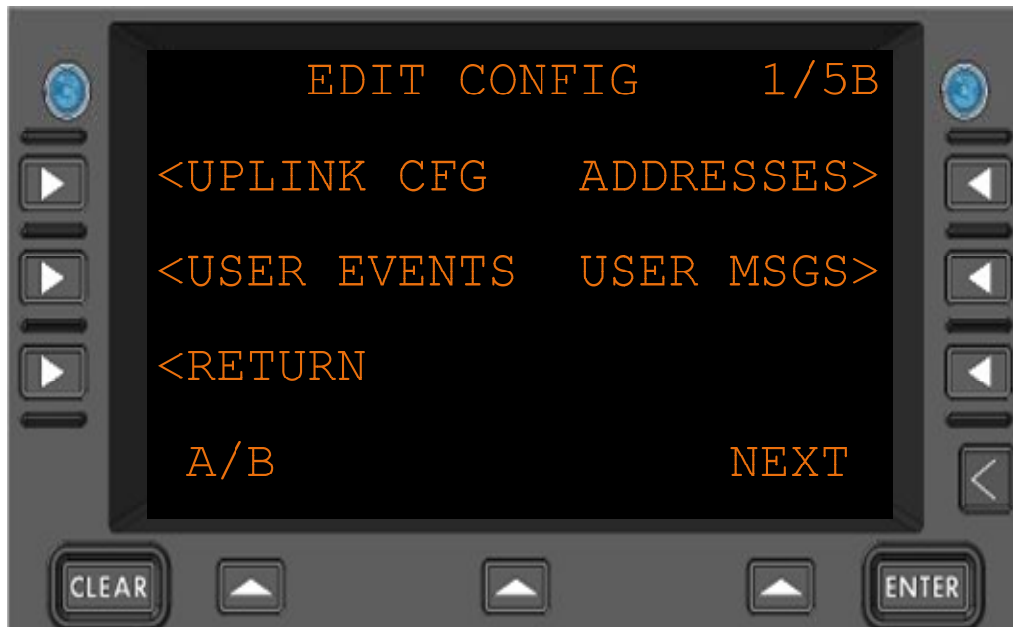 EDIT CONFIG 1/5B
<UPLINK CFG ADDRESSES>
<USER EVENTS USER MSGS>
<RETURN
A/B NEXT
CLEAR ENTER